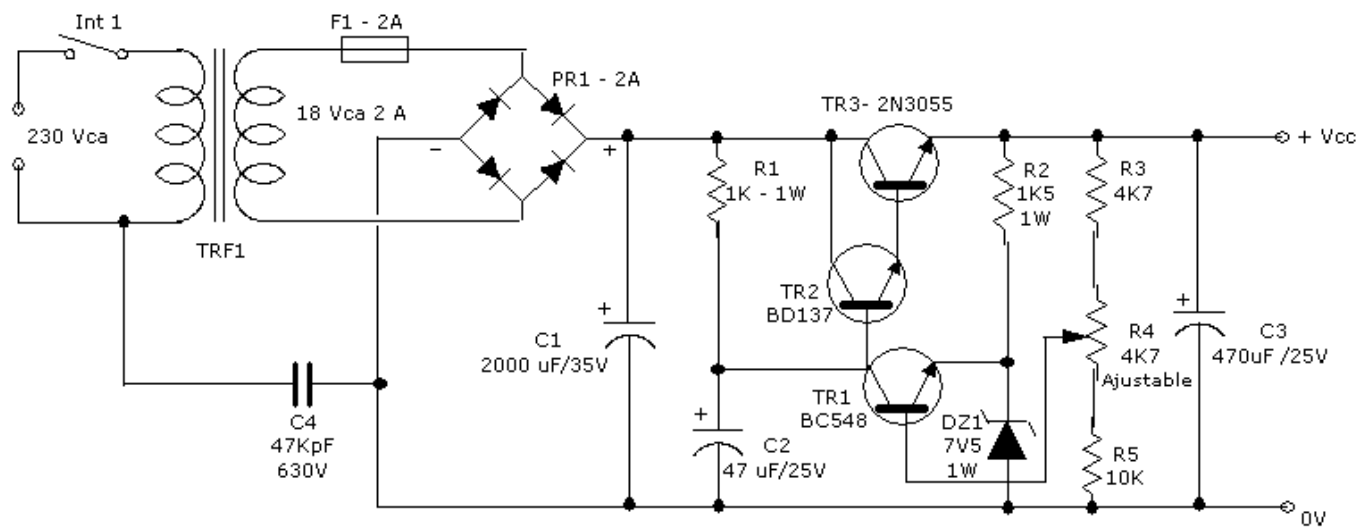 Int 1
F1 - 2A
PR1 - 2A
TR3- 2N3055
18 Vca 2 A
230 Vca
−
+
+ Vcc
R1
1K - 1W
R2
1K5
1W
R3
4K7
TRF1
TR2
BD137
+
C1
2000 uF/35V
+
C3
470uF /25V
R4
4K7
Ajustable
TR1
BC548
C4
47KpF
630V
+
C2
47 uF/25V
DZ1
7V5
1W
R5
10K
0V